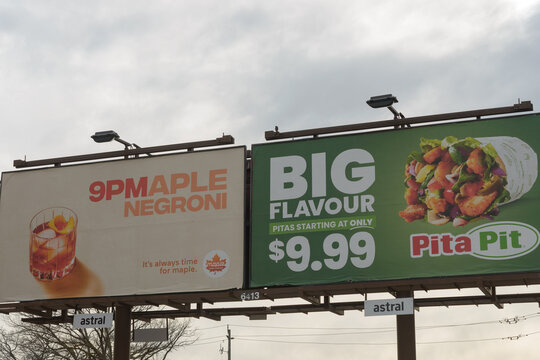 9PMAPLE
NEGRONI
It's always time
for maple.
BIG
FLAVOUR
PITAS STARTING AT ONLY
$9.99
Pita Pit
6413
astral
astral